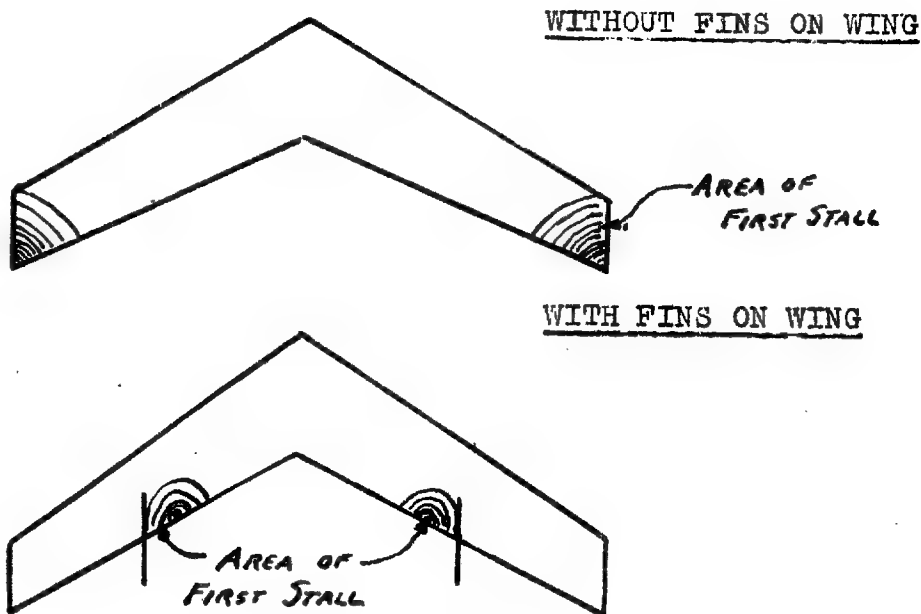 WITHOUT FINS ON WING
AREA OF
FIRST STALL
WITH FINS ON WING
AREA OF
FIRST STALL